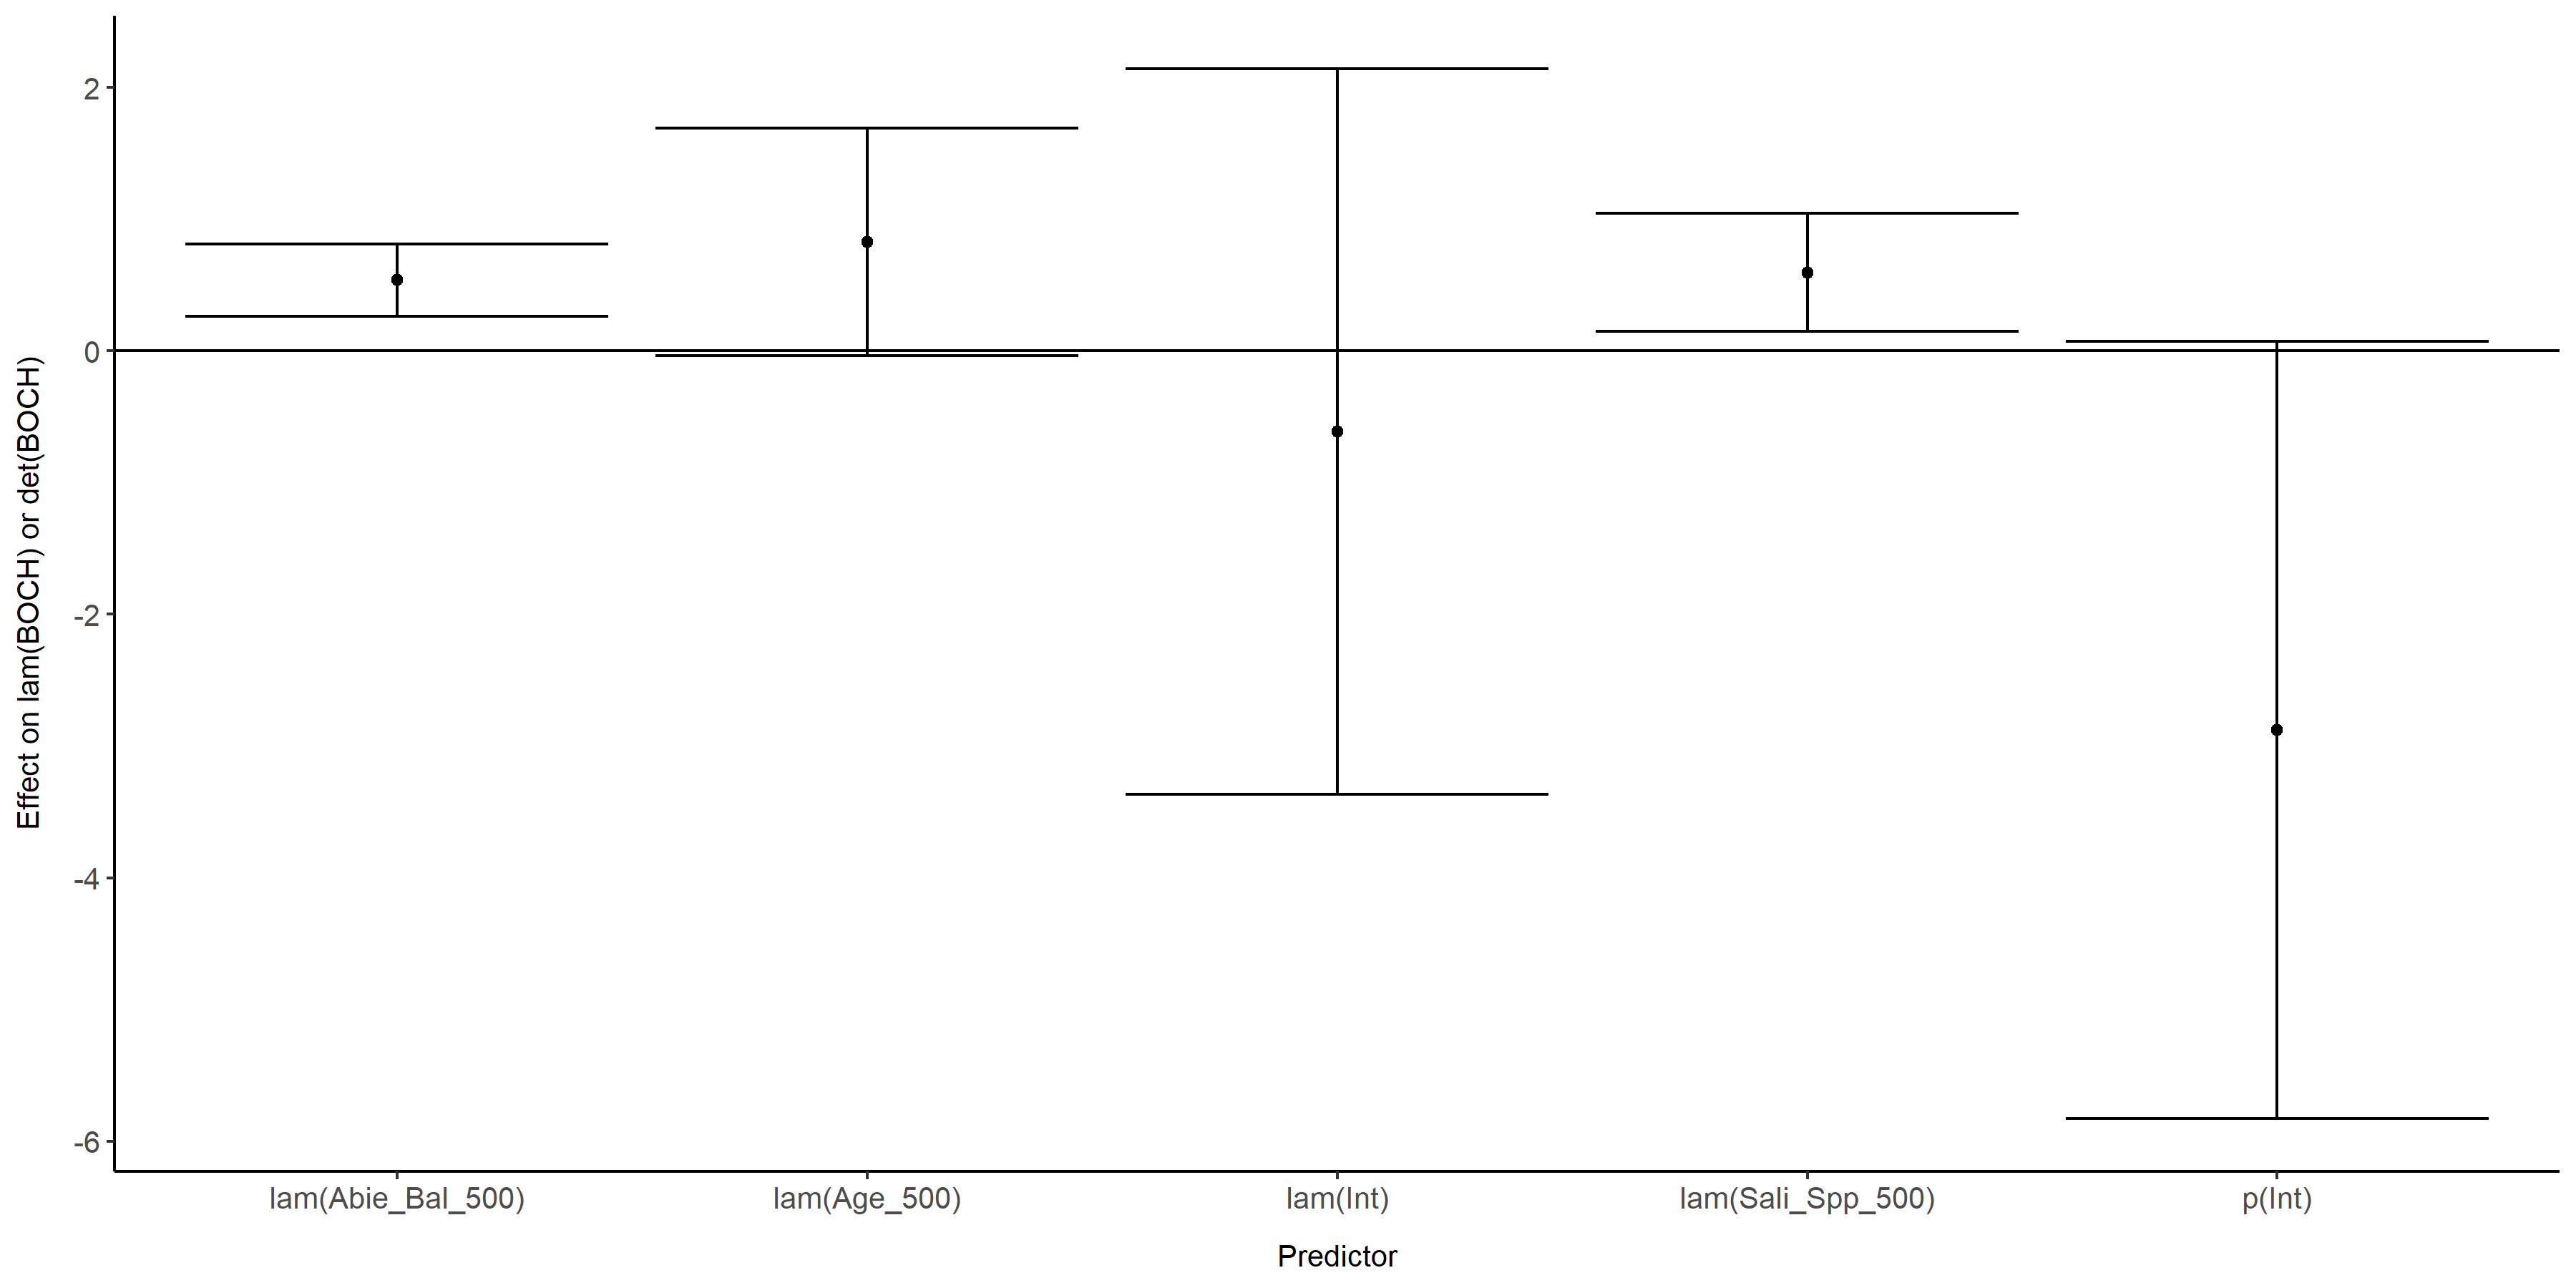 Effect on lam(BOCH) or det(BOCH)
2
0
-2
-4
-6
lam(Abie_Bal_500) lam(Age_500) lam(Int) lam(Sali_Spp_500) p(Int)
Predictor